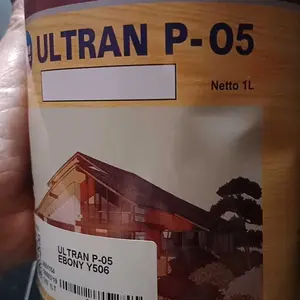 ULTRAN P-05
Netto 1L
ULTRAN P-05
EBONY Y506